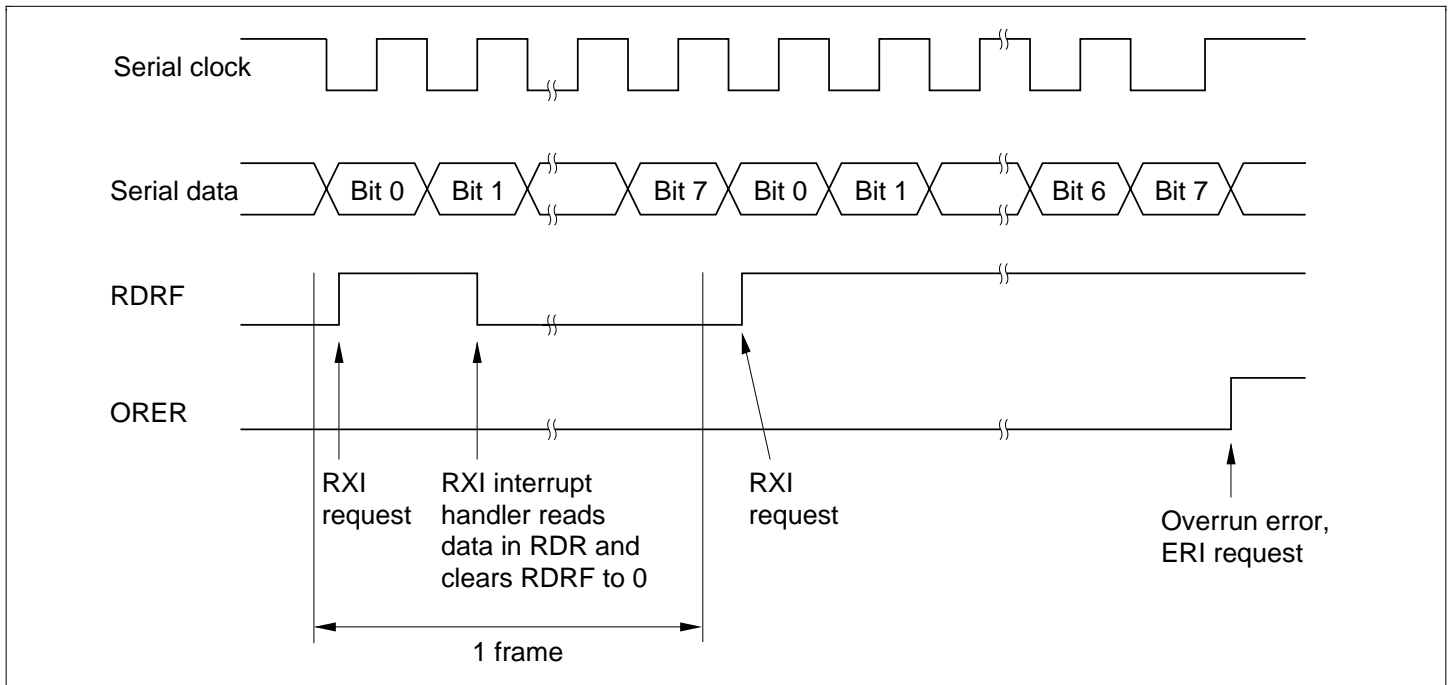 Serial clock
Serial data
Bit 0
Bit 1
Bit 7
Bit 0
Bit 1
Bit 6
Bit 7
RDRF
ORER
RXI
request
RXI interrupt
handler reads
data in RDR and
clears RDRF to 0
RXI
request
Overrun error,
ERI request
1 frame